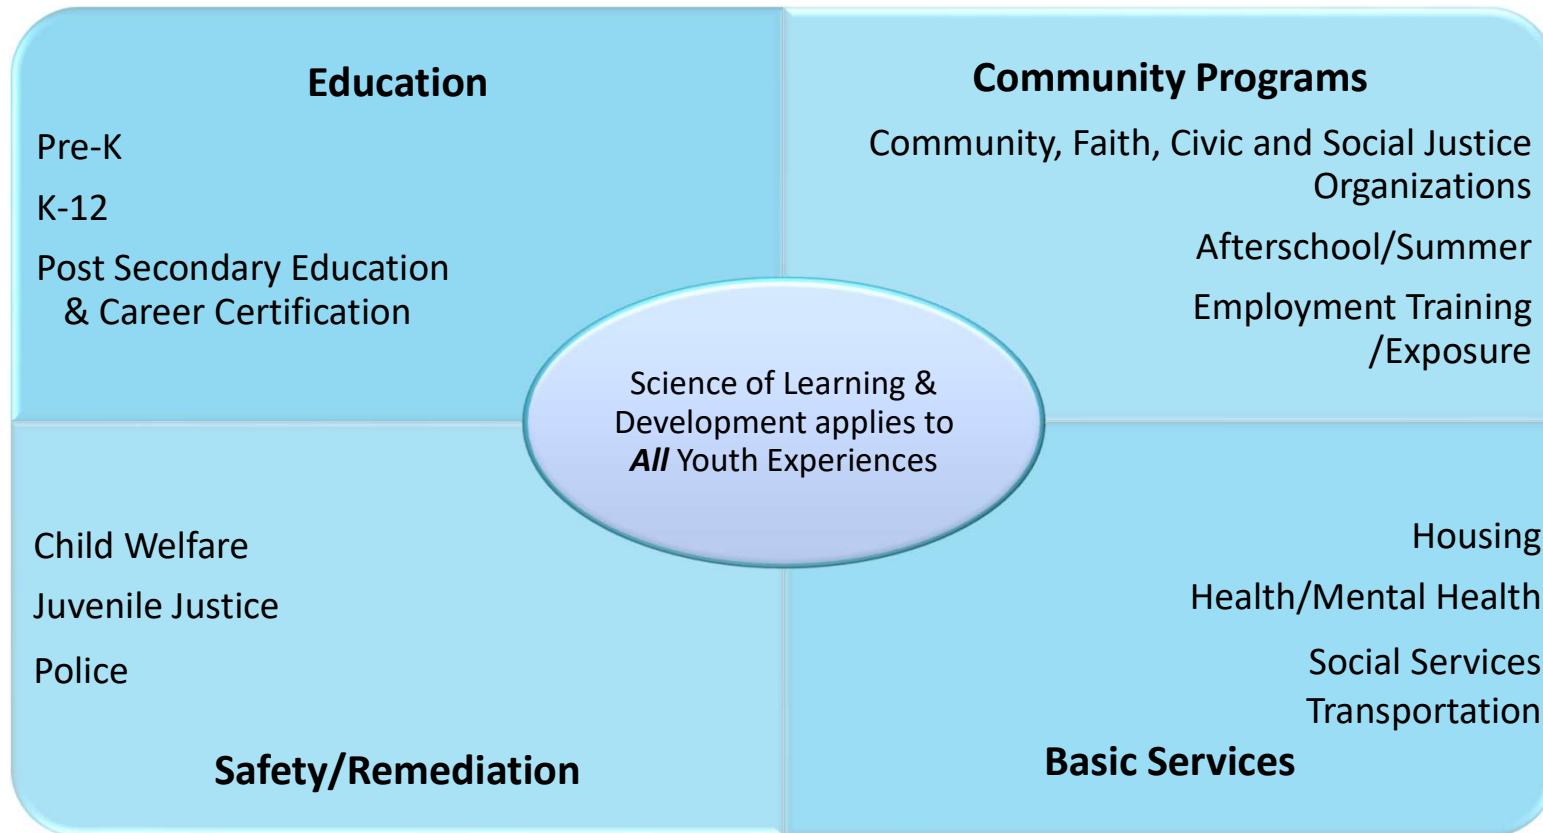 Education
Pre-K
K-12
Post Secondary Education
& Career Certification
Community Programs
Community, Faith, Civic and Social Justice
Organizations
Afterschool/Summer
Employment Training
/Exposure
Science of Learning &
Development applies to
All Youth Experiences
Child Welfare
Juvenile Justice
Police
Safety/Remediation
Housing
Health/Mental Health
Social Services
Transportation
Basic Services